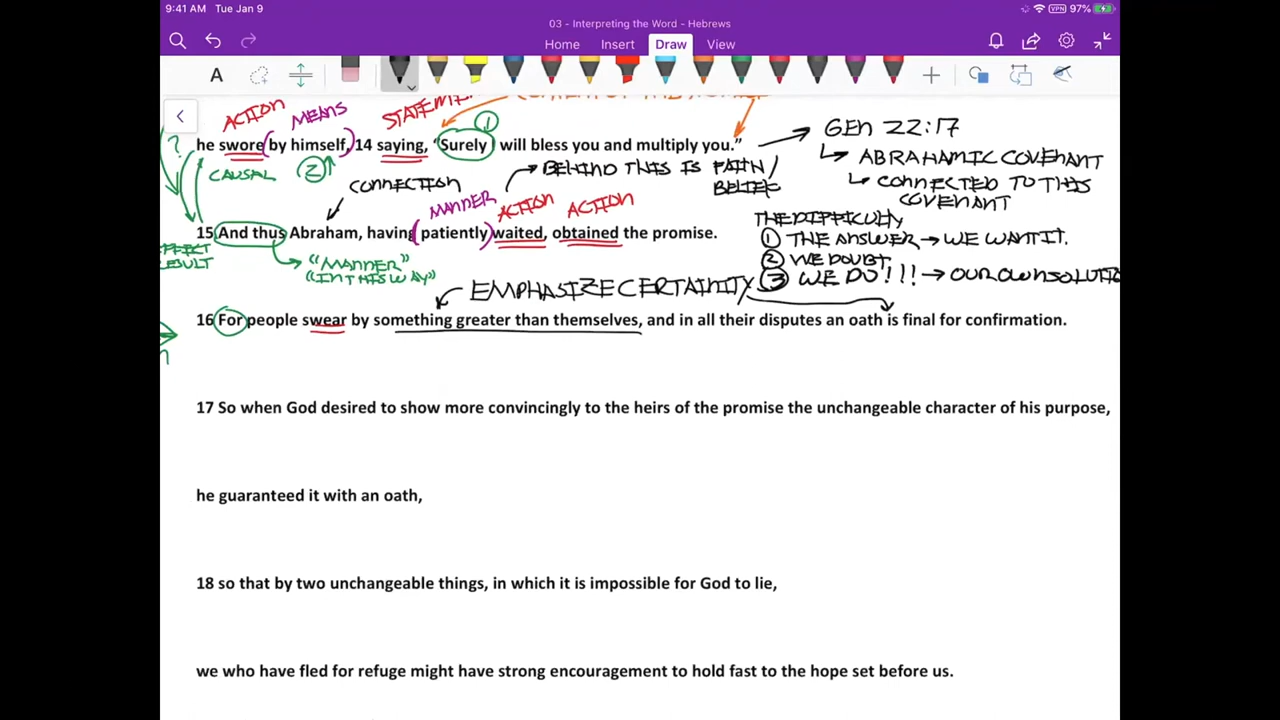 9:41 AM Tue Jan 9
VPN 97%
03 - Interpreting the Word - Hebrews
Home Insert Draw View
A
ACTION MEANS
he swore (by himself,) 14 saying, "Surely I will bless you and multiply you."
1
GEN 22:17
ABRAHAMIC COVENANT
CONNECTED TO THIS
COVENANT
?
CAUSAL
2
BEHIND THIS IS FAITH/
BELIEF
CONNECTION
MANNER ACTION ACTION
15 And thus Abraham, having (patiently) waited, obtained the promise.
RESULT
"MANNER"
"IN THIS WAY"
THE DIFFICULTY
1 THE ANSWER → WE WANT IT.
2 WE DOUBT
3 WE DO!!! → OUR OWN
EMPHASIZE CERTAINITY
16 For people swear by something greater than themselves, and in all their disputes an oath is final for confirmation.
17 So when God desired to show more convincingly to the heirs of the promise the unchangeable character of his purpose,
he guaranteed it with an oath,
18 so that by two unchangeable things, in which it is impossible for God to lie,
we who have fled for refuge might have strong encouragement to hold fast to the hope set before us.